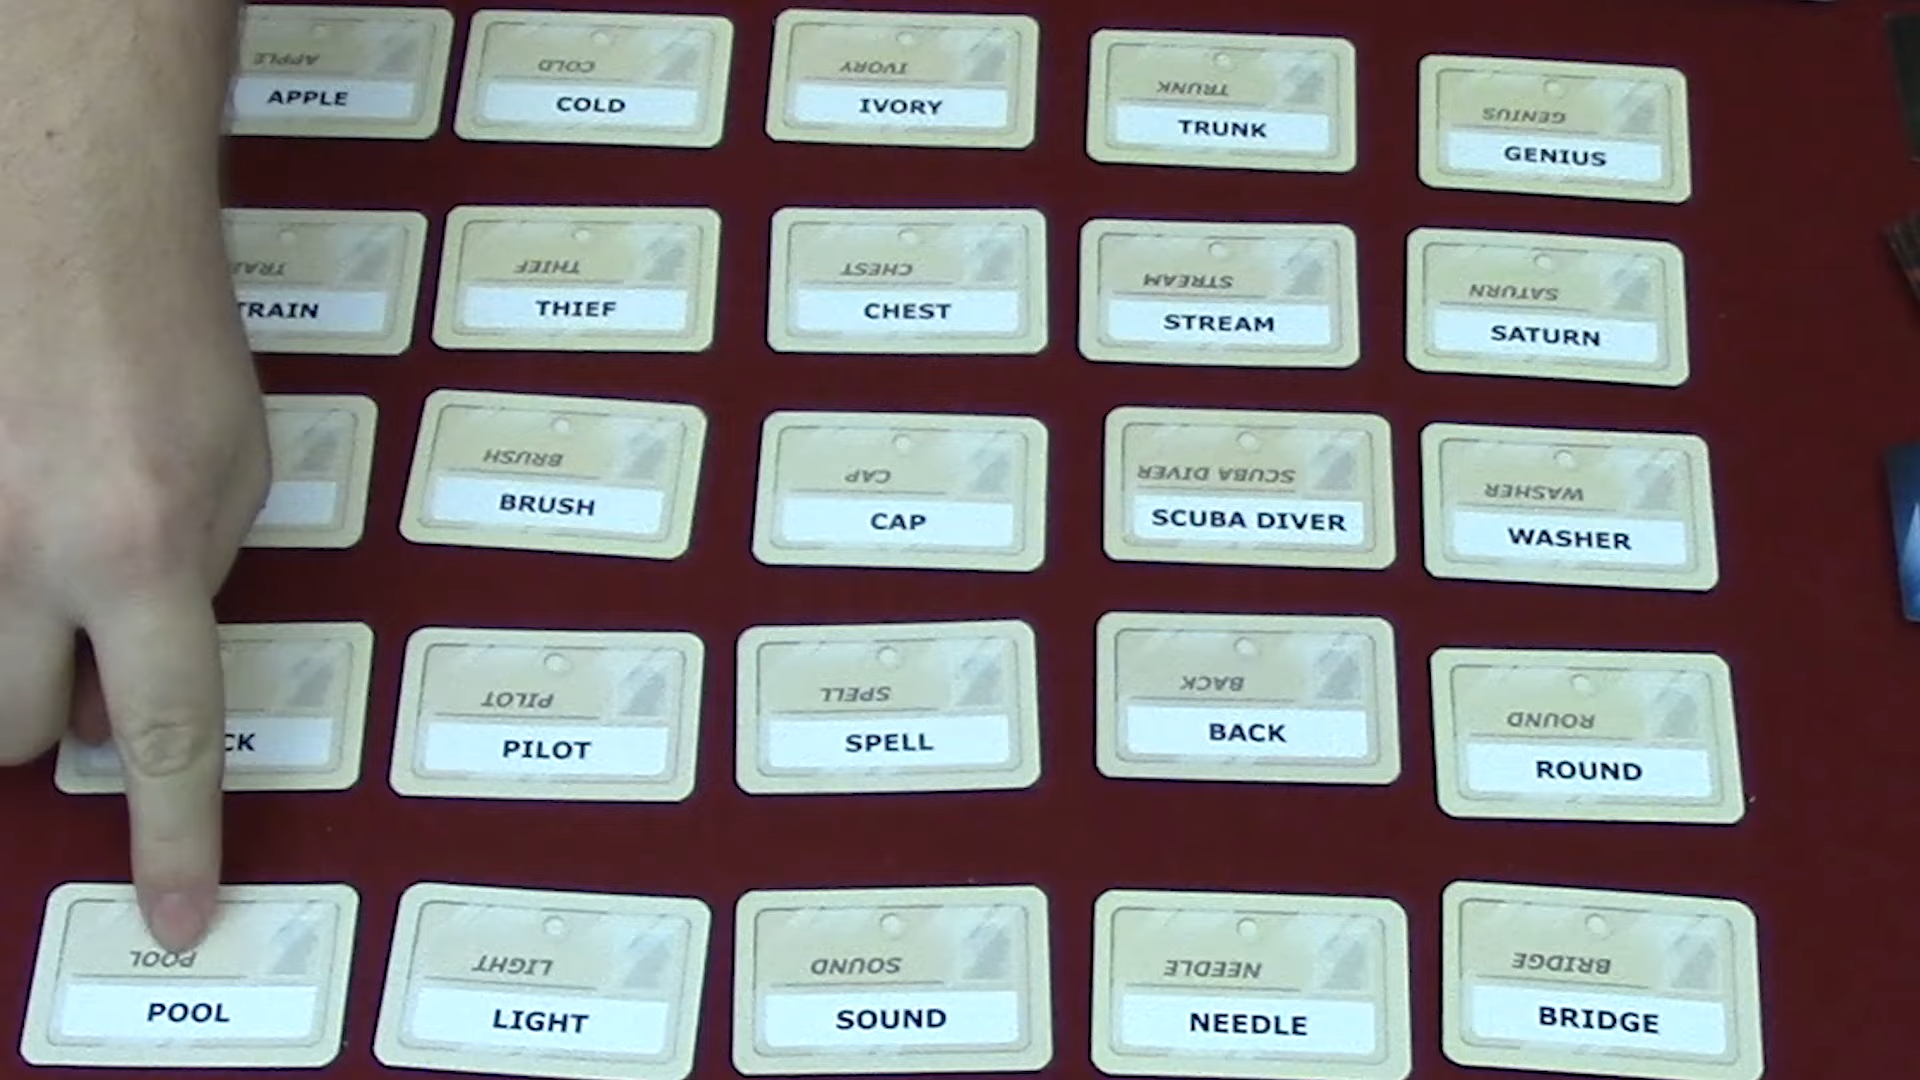 APPLE
APPLE
COLD
COLD
IVORY
IVORY
TRUNK
TRUNK
GENIUS
GENIUS
TRAIN
THIEF
THIEF
CHEST
CHEST
STREAM
STREAM
SATURN
SATURN
BRUSH
BRUSH
CAP
CAP
SCUBA DIVER
SCUBA DIVER
WASHER
WASHER
CK
PILOT
PILOT
SPELL
SPELL
BACK
BACK
ROUND
ROUND
POOL
POOL
LIGHT
LIGHT
SOUND
SOUND
NEEDLE
NEEDLE
BRIDGE
BRIDGE